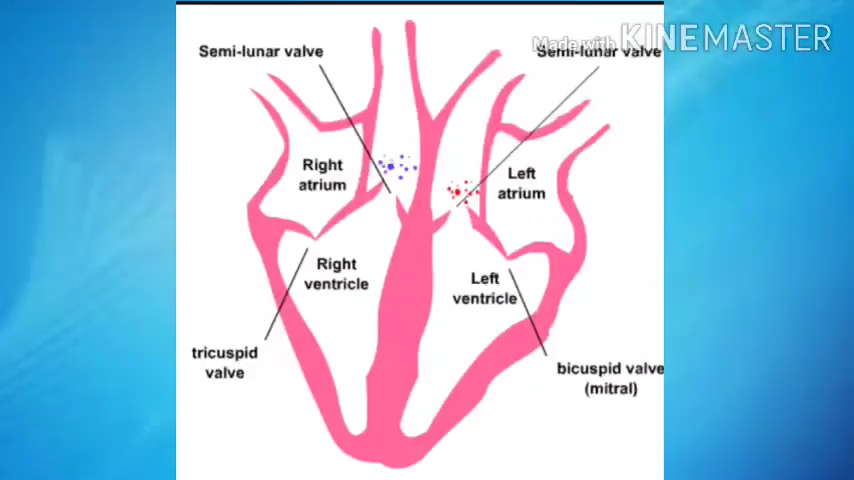 Made with KINEMASTER
Semi-lunar valve
Semi-lunar valve
Right
atrium
Left
atrium
Right
ventricle
Left
ventricle
tricuspid
valve
bicuspid valve
(mitral)